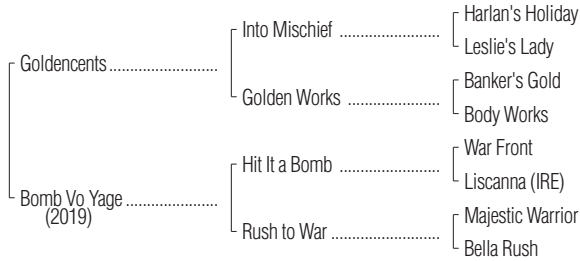 Harlan's Holiday
Into Mischief ....................
Leslie's Lady
Goldencents ......................
Banker's Gold
Golden Works ..................
Body Works
War Front
Hit It a Bomb ....................
Liscanna (IRE)
Bomb Vo Yage ...................
(2019)
Majestic Warrior
Rush to War .....................
Bella Rush